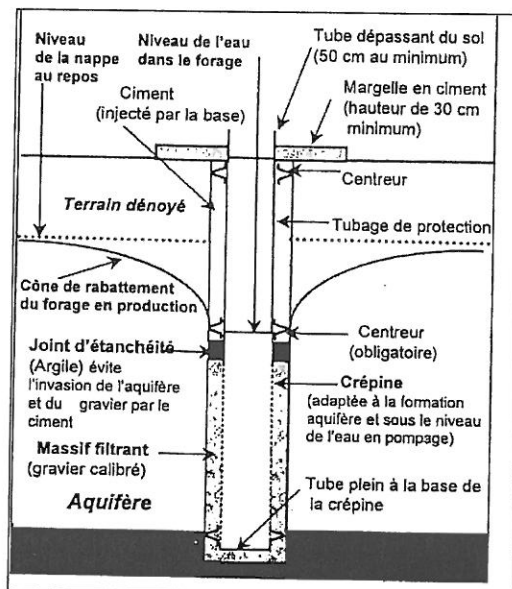 Niveau
de la nappe
au repos
Niveau de l'eau
dans le forage
Tube dépassant du sol
(50 cm au minimum)
Ciment
(injecté par la base)
Margelle en ciment
(hauteur de 30 cm
minimum)
Centreur
Terrain dénoyé
Tubage de protection
Cône de rabattement
du forage en production
Joint d'étanchéité
(Argile) évite
l'invasion de l'aquifère
et du gravier par le
ciment
Centreur
(obligatoire)
Crépine
(adaptée à la formation
aquifère et sous le niveau
de l'eau en pompage)
Massif filtrant
(gravier calibré)
Tube plein à la base de
la crépine
Aquifère